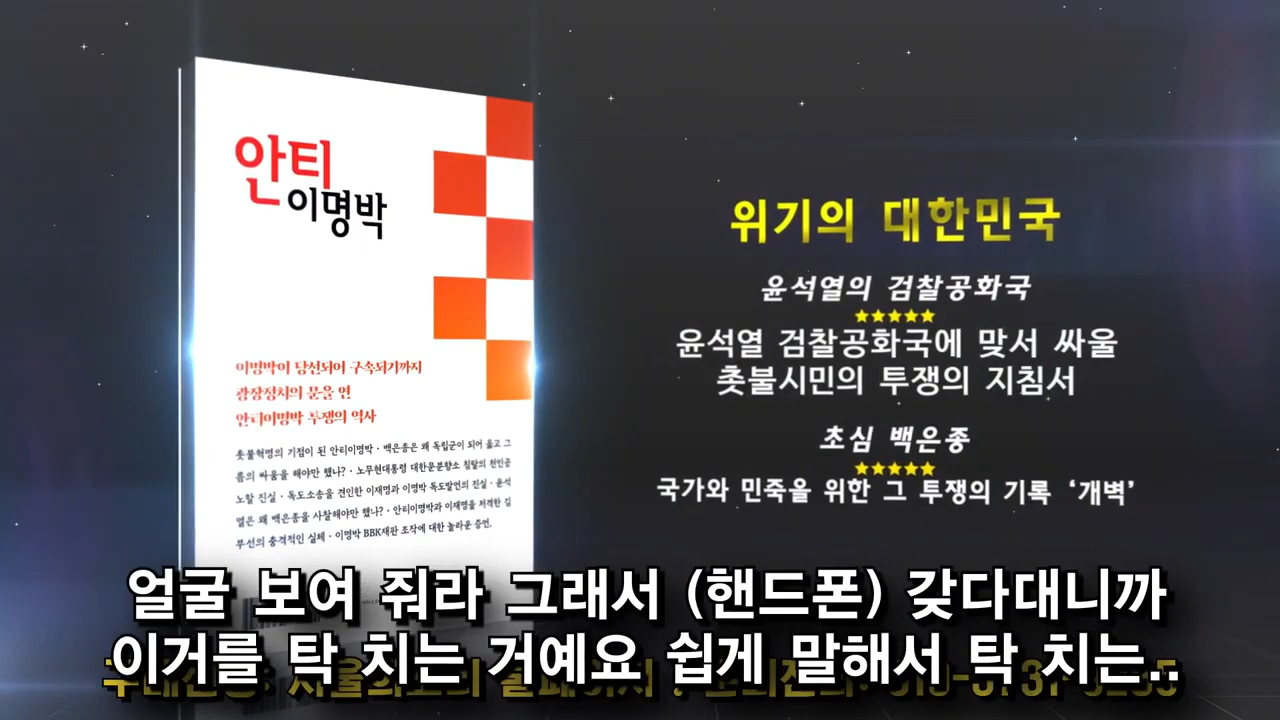 안티
이명박
이명박이 당선되어 구속되기까지
광장정치의 문을 연
안티이명박 투쟁의 역사
촛불혁명의 기점이 된 안티이명박 · 백은종은 왜 독립군이 되어 옳고 그
름의 싸움을 해야만 했나? · 노무현대통령 대한문분향소 침탈의 천인공
노할 진실 · 독도소송을 견인한 이재명과 이명박 독도발언의 진실 · 윤석
열은 왜 백은종을 사찰해야만 했나? · 안티이명박과 이재명을 저격한 김
부선의 충격적인 실체 · 이명박 BBK재판 조작에 대한 놀라운 증언.
위기의 대한민국
윤석열의 검찰공화국
★★★★★
윤석열 검찰공화국에 맞서 싸울
촛불시민의 투쟁의 지침서
초심 백은종
★★★★★
국가와 민죽을 위한 그 투쟁의 기록 ‘개벽’
얼굴 보여 줘라 그래서 (핸드폰) 갖다대니까
이거를 탁 치는 거예요 쉽게 말해서 탁 치는..